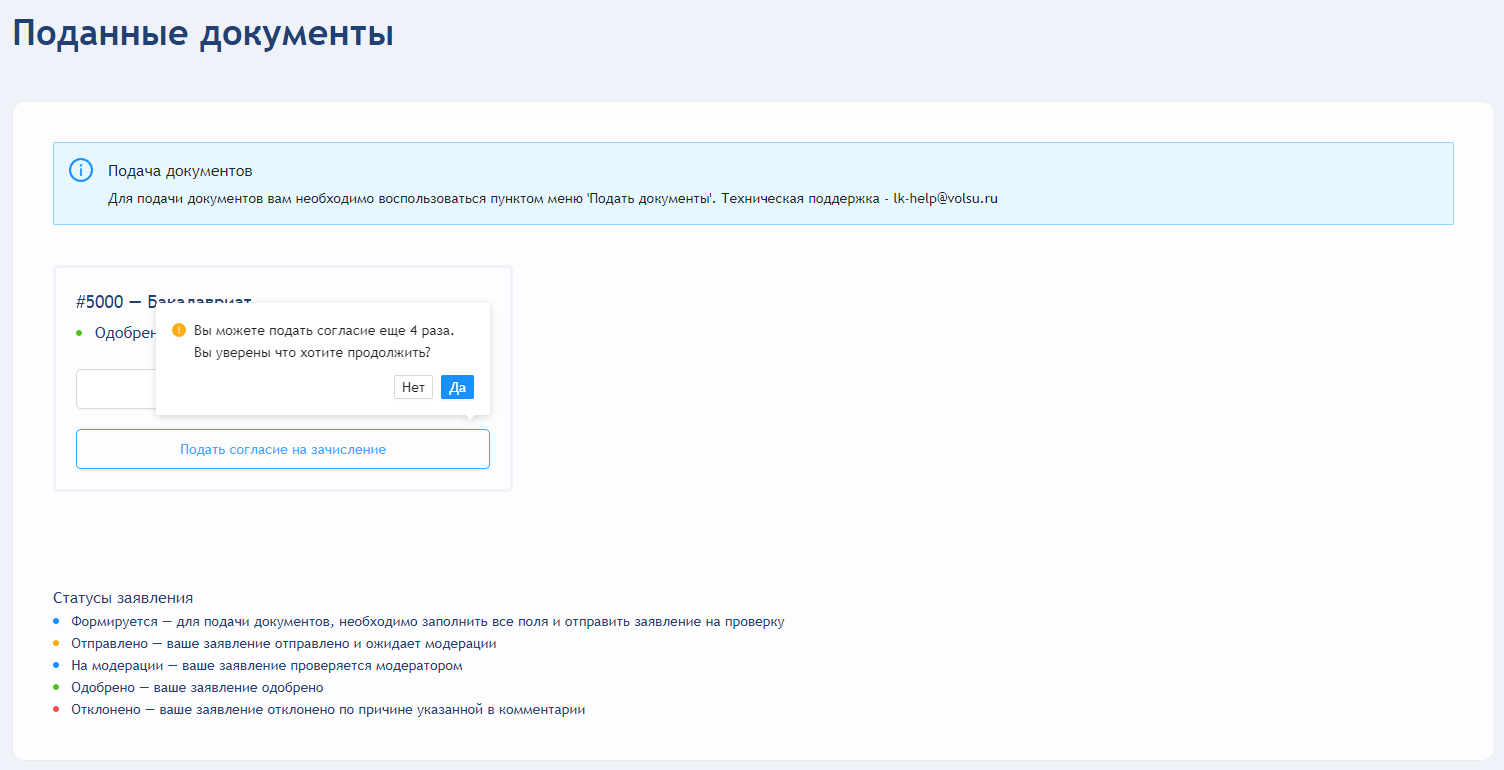 Поданные документы
Подача документов
Для подачи документов вам необходимо воспользоваться пунктом меню 'Подать документы'. Техническая поддержка - lk-help@volsu.ru
#5000 — Бакалавриат
Одобрен
Вы можете подать согласие еще 4 раза.
Вы уверены что хотите продолжить?
Нет Да
Подать согласие на зачисление
Статусы заявления
Формируется — для подачи документов, необходимо заполнить все поля и отправить заявление на проверку
Отправлено — ваше заявление отправлено и ожидает модерации
На модерации — ваше заявление проверяется модератором
Одобрено — ваше заявление одобрено
Отклонено — ваше заявление отклонено по причине указанной в комментарии